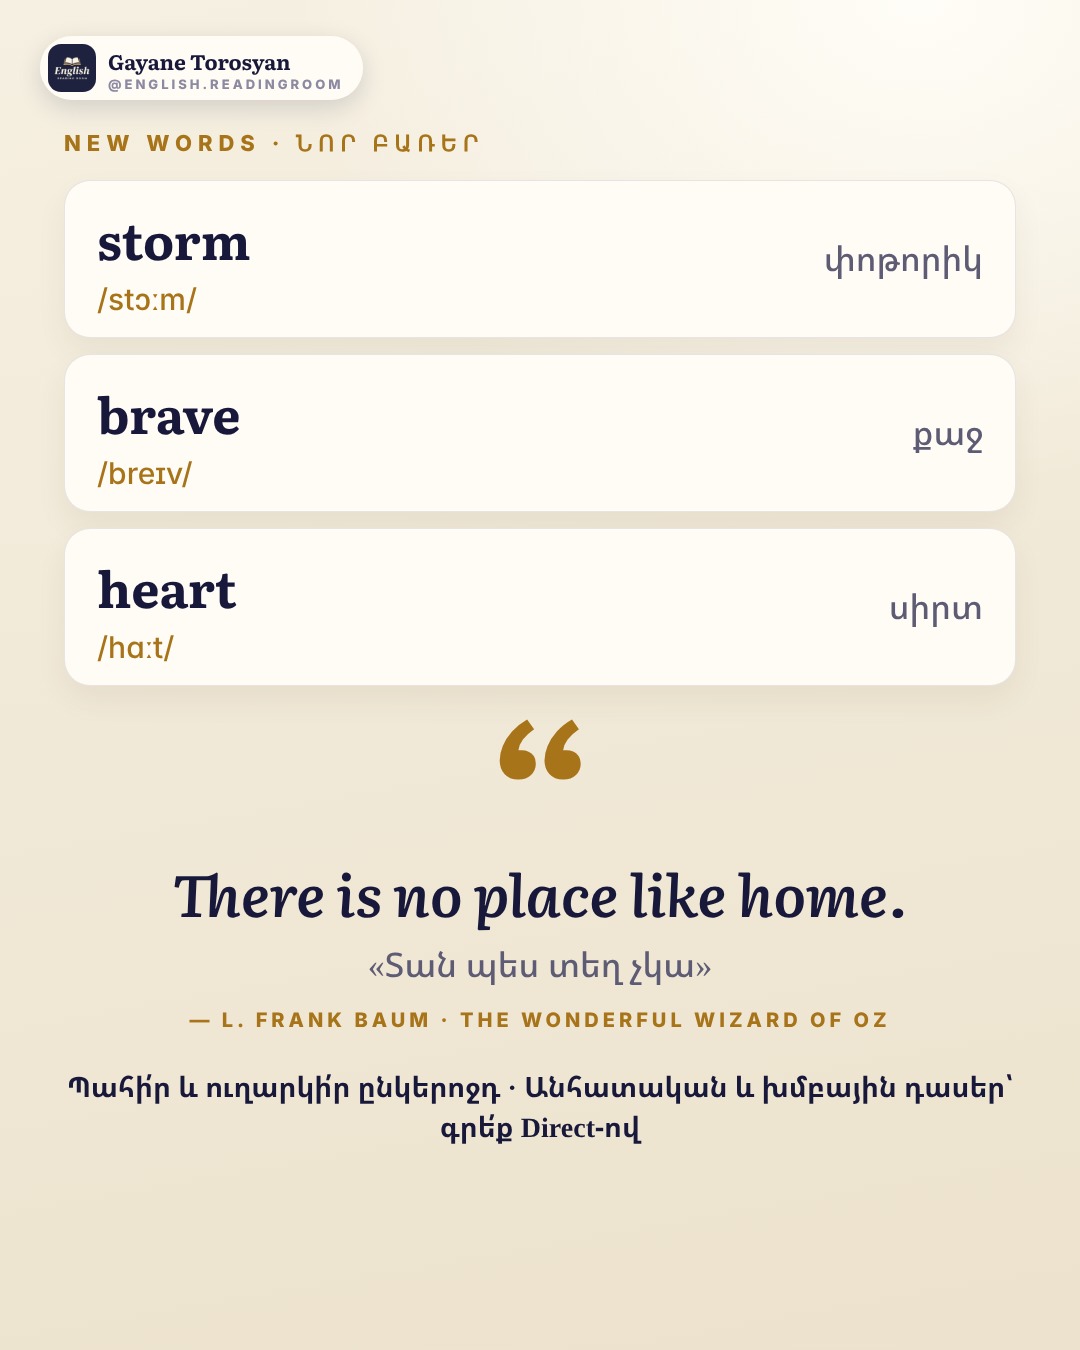 English
Gayane Torosyan
@ENGLISH.READINGROOM
NEW WORDS · ՆՈՐ ԲԱՌԵՐ
storm
փոթորիկ
/stɔːm/
brave
քաջ
/breɪv/
heart
սիրտ
/hɑːt/
“
There is no place like home.
«Տան պես տեղ չկա»
— L. FRANK BAUM · THE WONDERFUL WIZARD OF OZ
Պահի՛ր և ուղարկի՛ր ընկերոջդ · Անհատական և խմբային դասեր՝
գրե՛ք Direct-ով